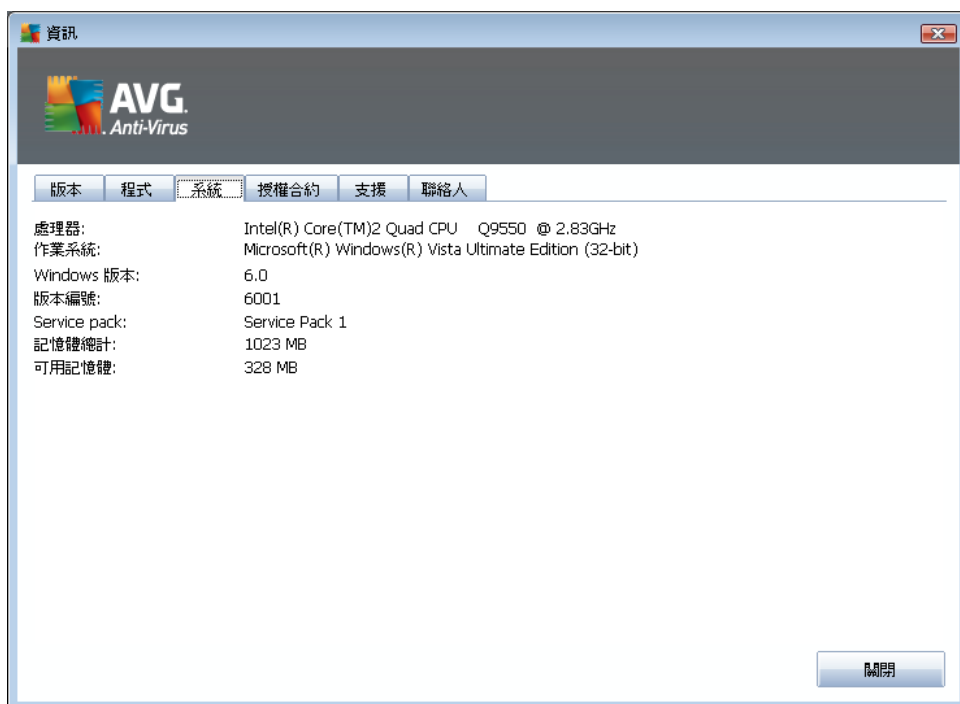 資訊
AVG.
Anti-Virus
版本 程式 系統 授權合約 支援 聯絡人
處理器: Intel(R) Core(TM)2 Quad CPU Q9550 @ 2.83GHz
作業系統: Microsoft(R) Windows(R) Vista Ultimate Edition (32-bit)
Windows 版本: 6.0
版本編號: 6001
Service pack: Service Pack 1
記憶體總計: 1023 MB
可用記憶體: 328 MB
關閉